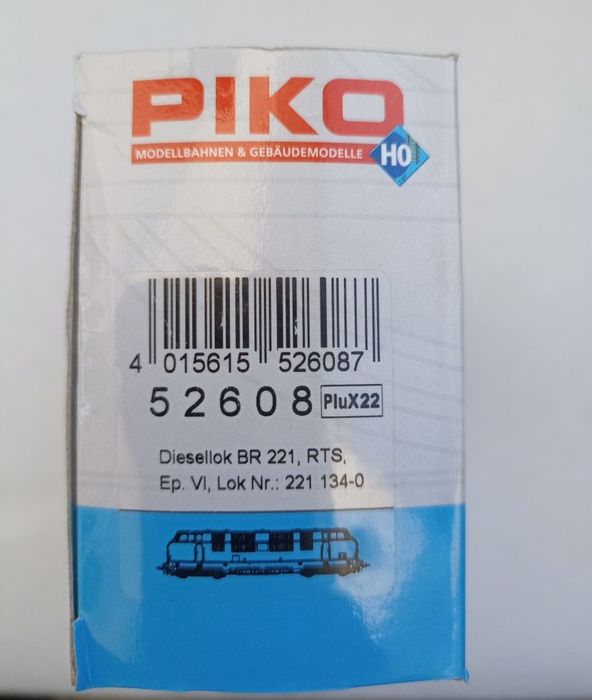 PIKO
MODELLBAHNEN & GEBÄUDEMODELLE
H0
4 015615 526087
52608 PluX22
Diesellok BR 221, RTS,
Ep. VI, Lok Nr.: 221 134-0